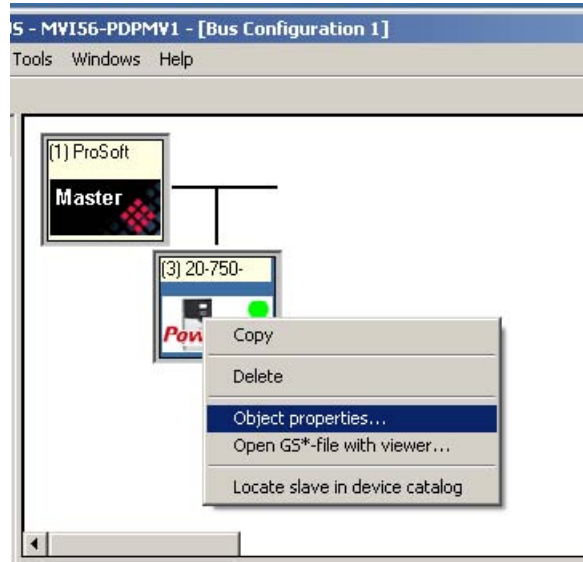 S - MVI56-PDPMV1 - [Bus Configuration 1]
Tools Windows Help
(1) ProSoft
Master
(3) 20-750-
Pow
Copy
Delete
Object properties...
Open GS*-file with viewer...
Locate slave in device catalog